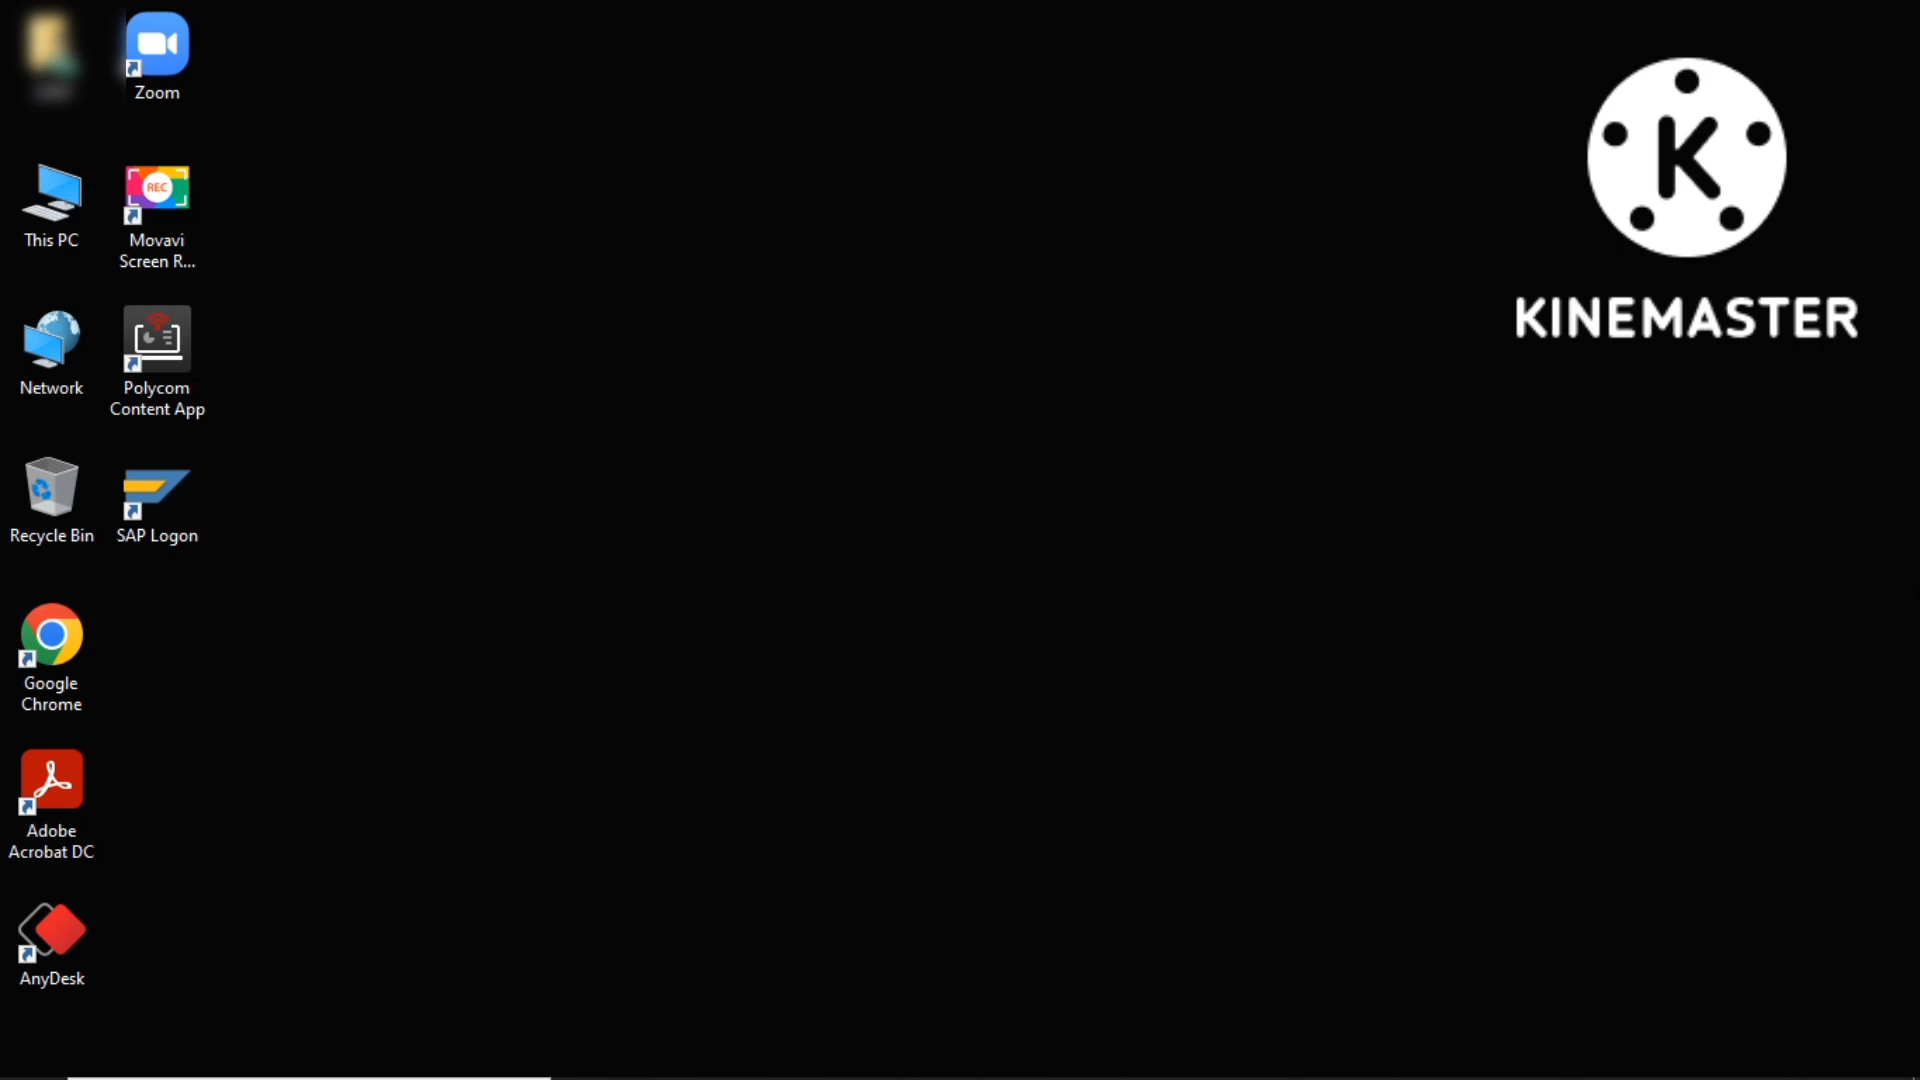 Zoom
This PC
REC
Movavi
Screen R...
Network
Polycom
Content App
Recycle Bin
SAP Logon
Google
Chrome
Adobe
Acrobat DC
AnyDesk
K
KINEMASTER